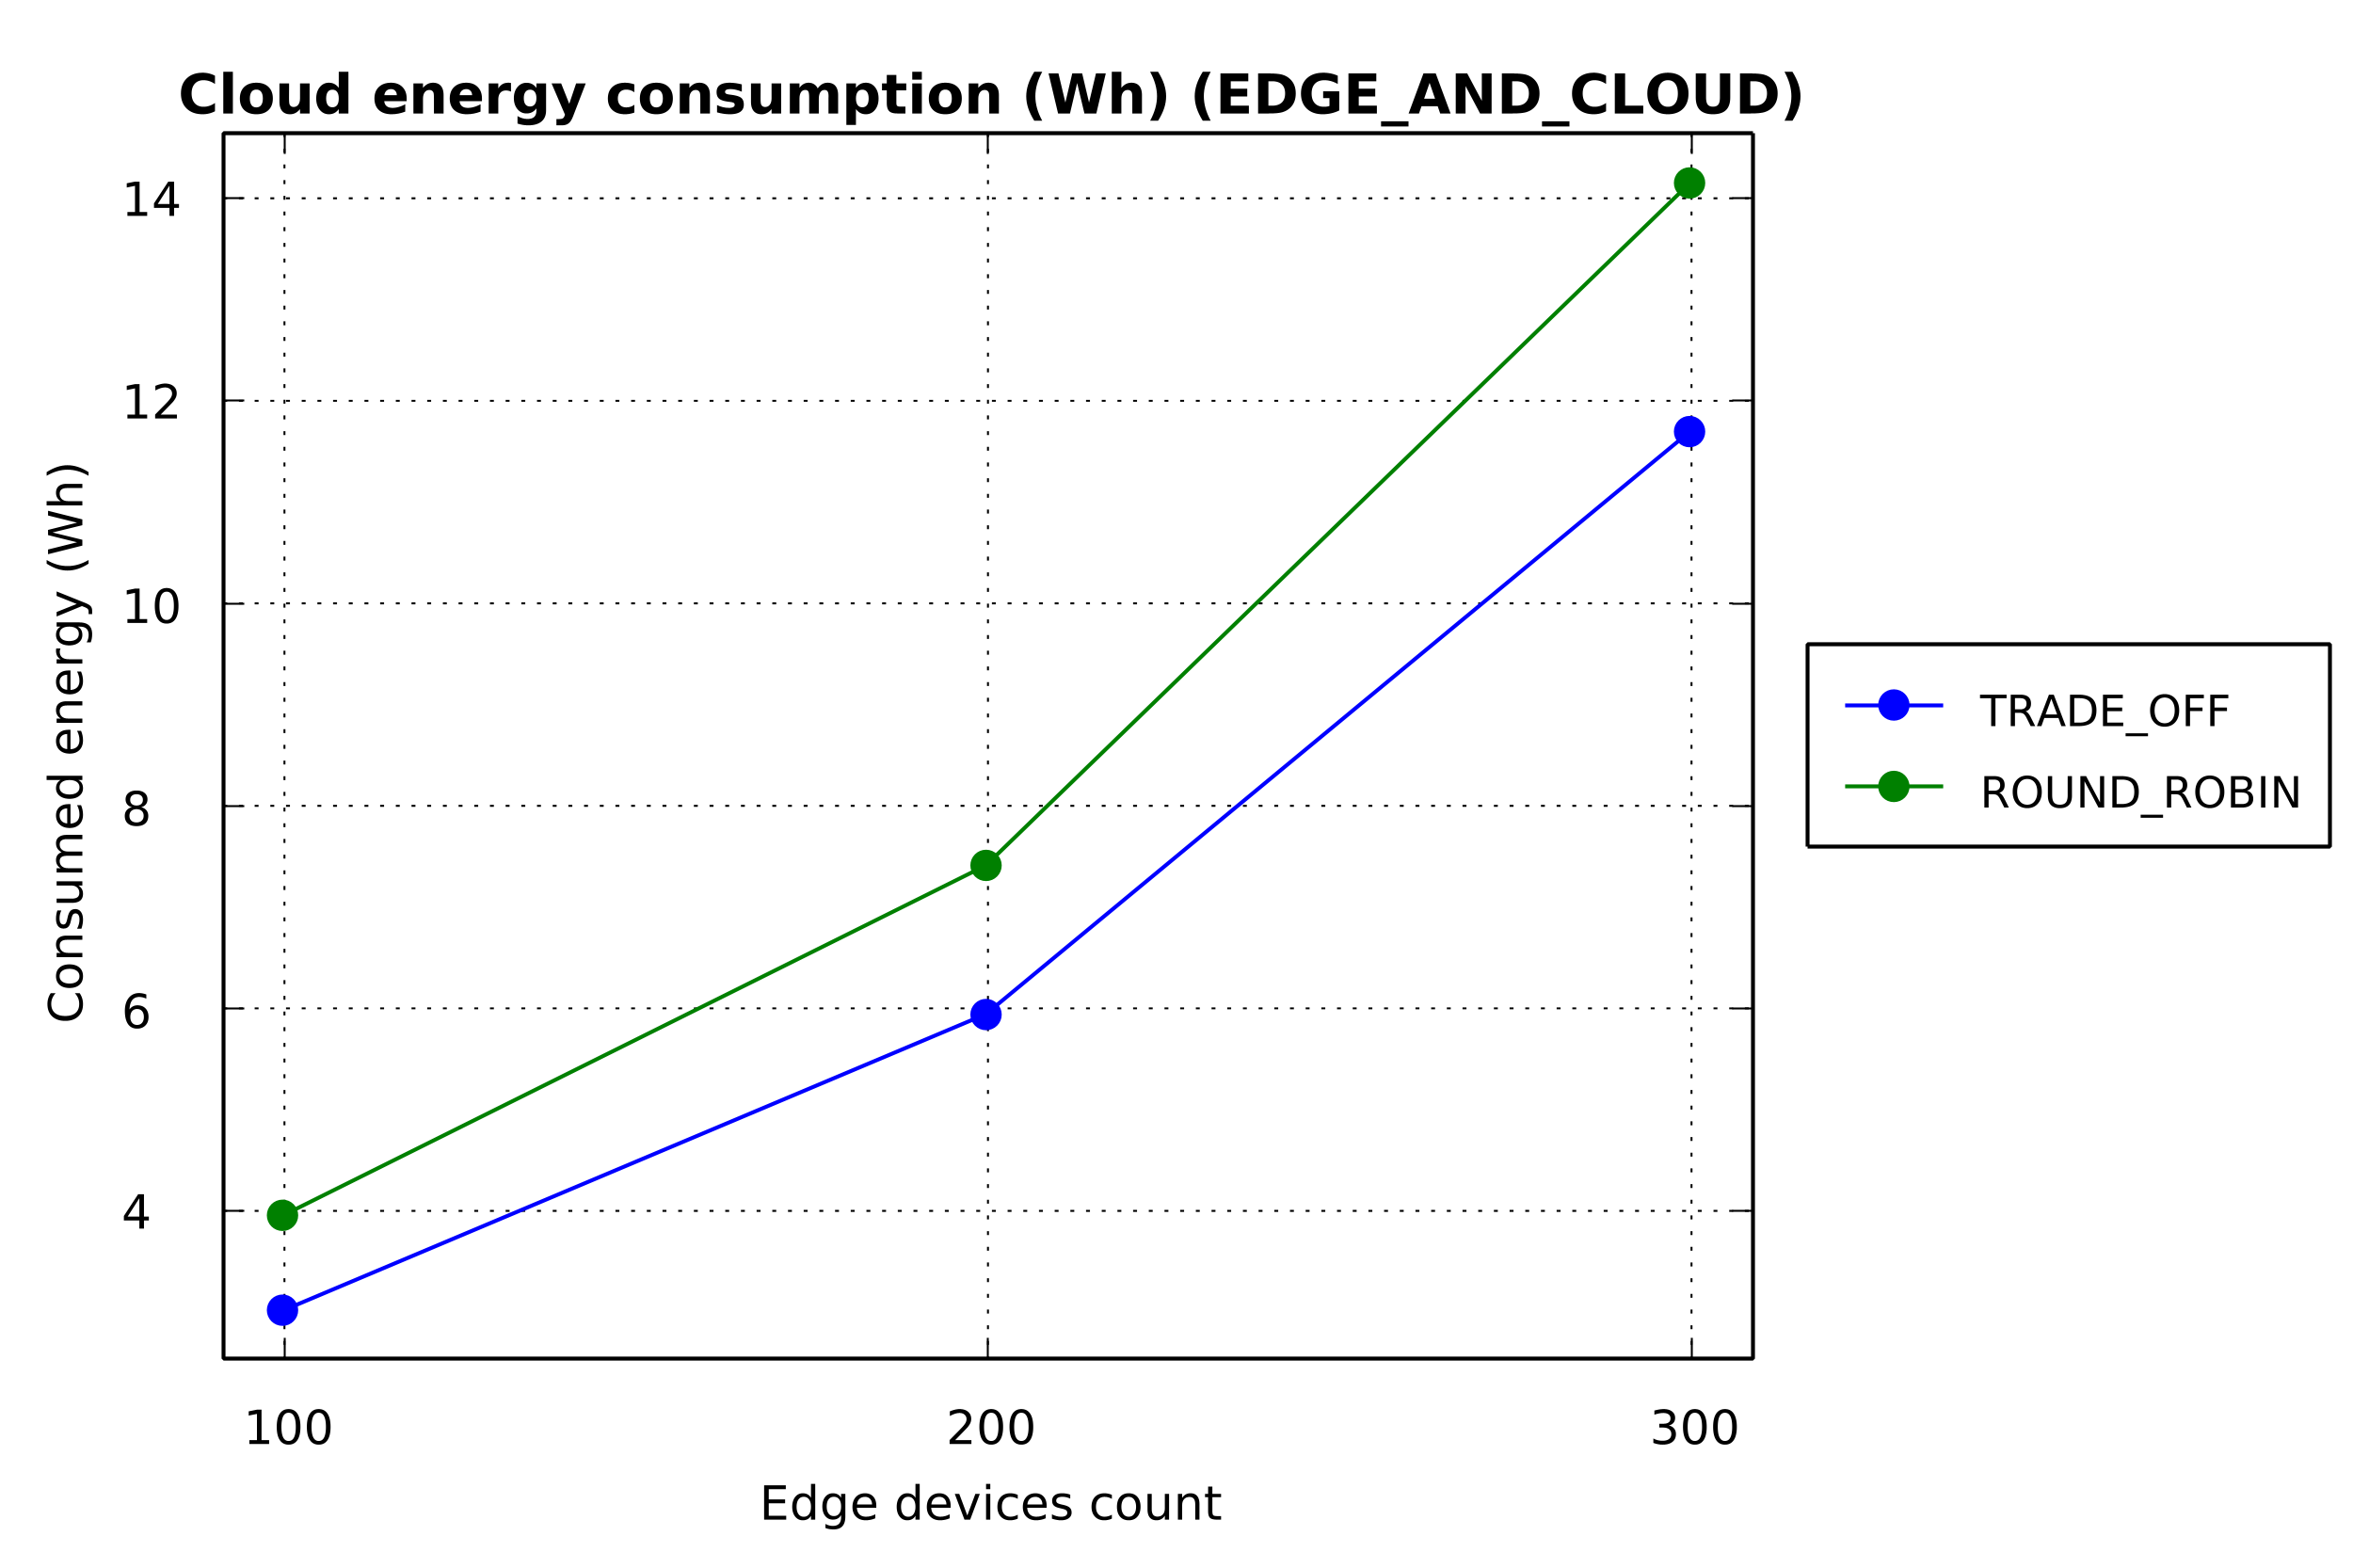 Cloud energy consumption (Wh) (EDGE_AND_CLOUD)
14
12
10
8
6
4
Consumed energy (Wh)
100 200 300
Edge devices count
TRADE_OFF
ROUND_ROBIN